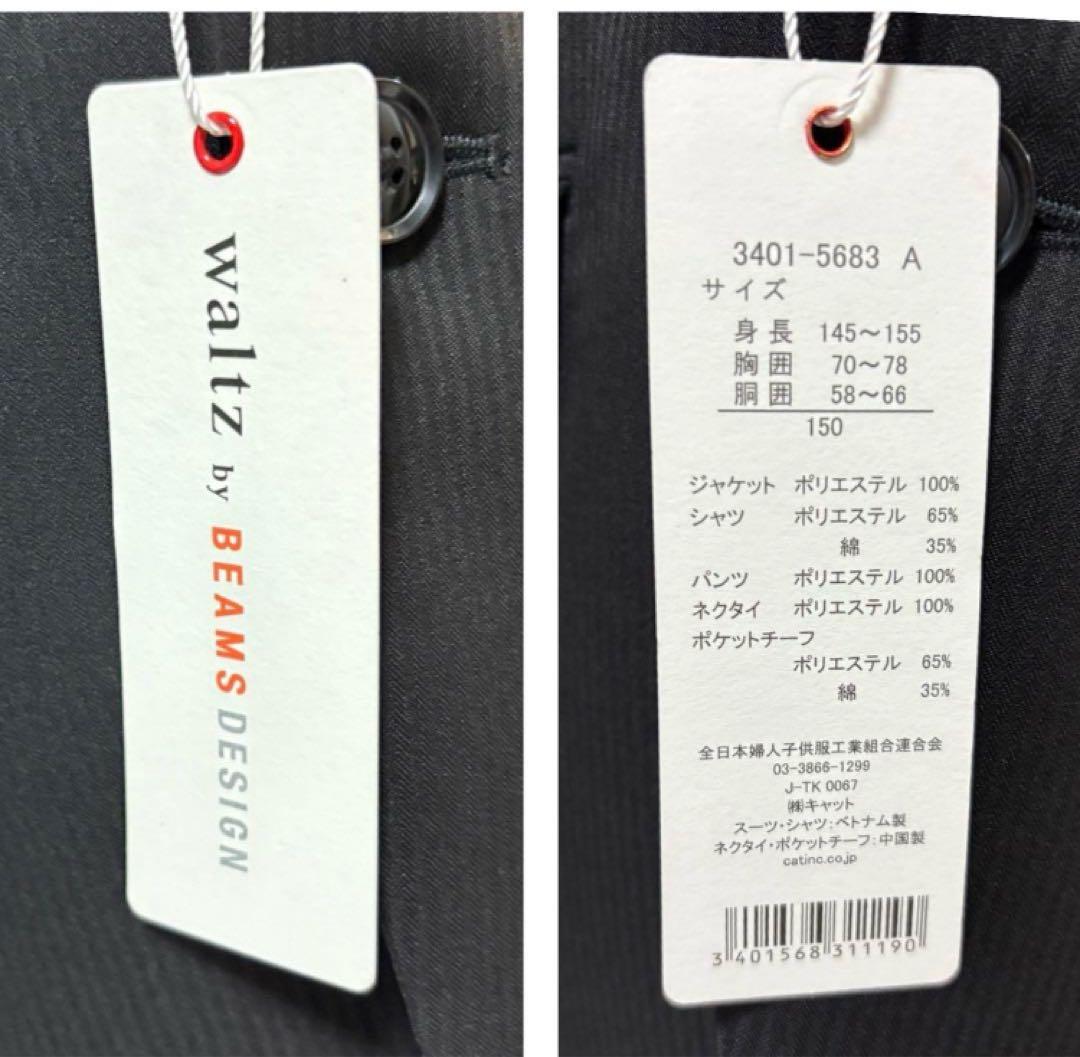 waltz by BEAMS DESIGN
3401-5683 A
サイズ
身長 145～155
胸囲 70～78
胴囲 58～66
150
ジャケット ポリエステル 100%
シャツ ポリエステル 65%
綿 35%
パンツ ポリエステル 100%
ネクタイ ポリエステル 100%
ポケットチーフ
ポリエステル 65%
綿 35%
全日本婦人子供服工業組合連合会
03-3866-1299
J-TK 0067
㈱キャット
スーツ・シャツ:ベトナム製
ネクタイ・ポケットチーフ:中国製
catinc.co.jp
3 401568 311190